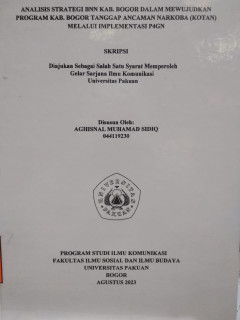 ANALISIS STRATEGI BNN KAB. BOGOR DALAM MEWUJUDKAN
PROGRAM KAB. BOGOR TANGGAP ANCAMAN NARKOBA (KOTAN)
MELALUI IMPLEMENTASI P4GN
SKRIPSI
Diajukan Sebagai Salah Satu Syarat Memperoleh
Gelar Sarjana Ilmu Komunikasi
Universitas Pakuan
Disusun Oleh:
AGHISNAL MUHAMAD SIDIQ
044119230
UNIVERSITAS
PAKUAN
PROGRAM STUDI ILMU KOMUNIKASI
FAKULTAS ILMU SOSIAL DAN ILMU BUDAYA
UNIVERSITAS PAKUAN
BOGOR
AGUSTUS 2023